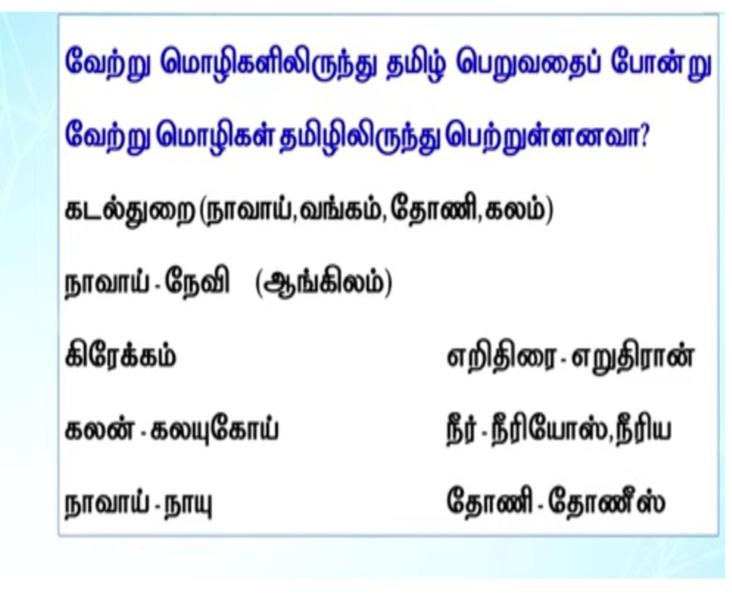 வேற்று மொழிகளிலிருந்து தமிழ் பெறுவதைப் போன்று
வேற்று மொழிகள் தமிழிலிருந்து பெற்றுள்ளனவா?
கடல்துறை (நாவாய், வங்கம், தோணி, கலம்)
நாவாய் - நேவி (ஆங்கிலம்)
கிரேக்கம் எறிதிரை - எறுதிரான்
கலன் - கலயுகோய் நீர் - நீரியோஸ், நீரிய
நாவாய் - நாயு தோணி - தோணீஸ்